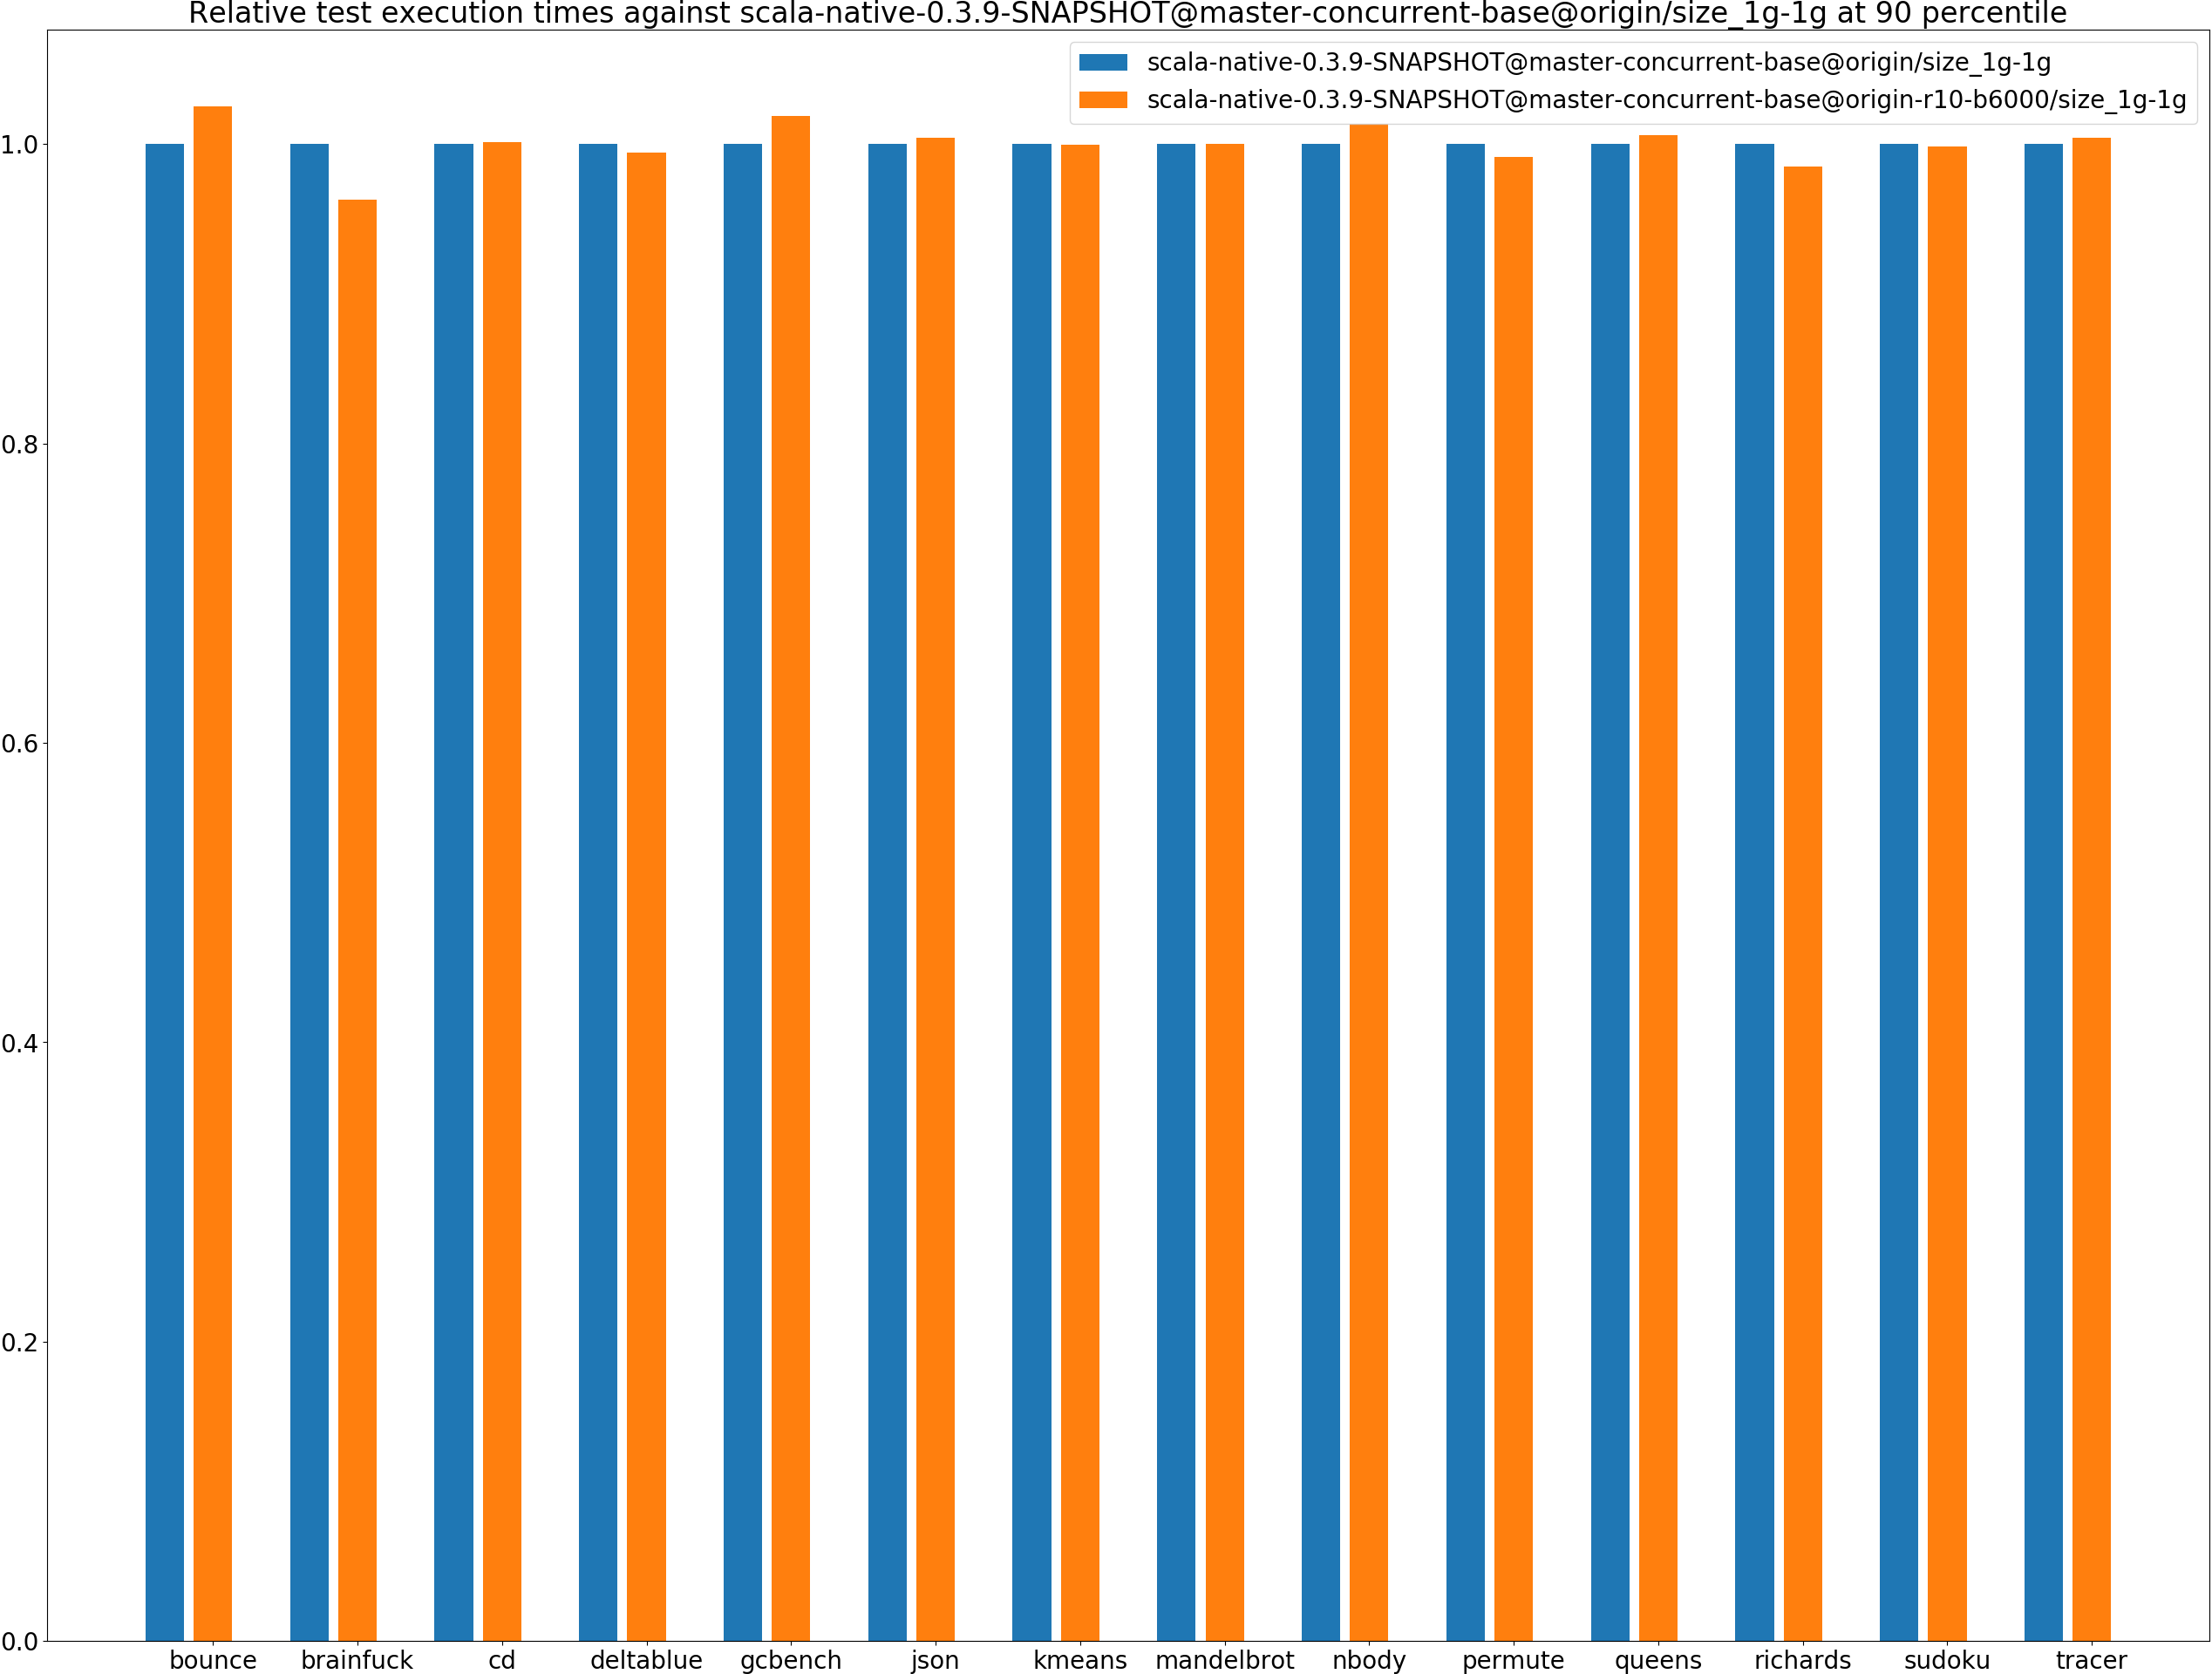 Relative test execution times against scala-native-0.3.9-SNAPSHOT@master-concurrent-base@origin/size_1g-1g at 90 percentile
scala-native-0.3.9-SNAPSHOT@master-concurrent-base@origin/size_1g-1g
scala-native-0.3.9-SNAPSHOT@master-concurrent-base@origin-r10-b6000/size_1g-1g
1.0
0.8
0.6
0.4
0.2
0.0
bounce brainfuck cd deltablue gcbench json kmeans mandelbrot nbody permute queens richards sudoku tracer